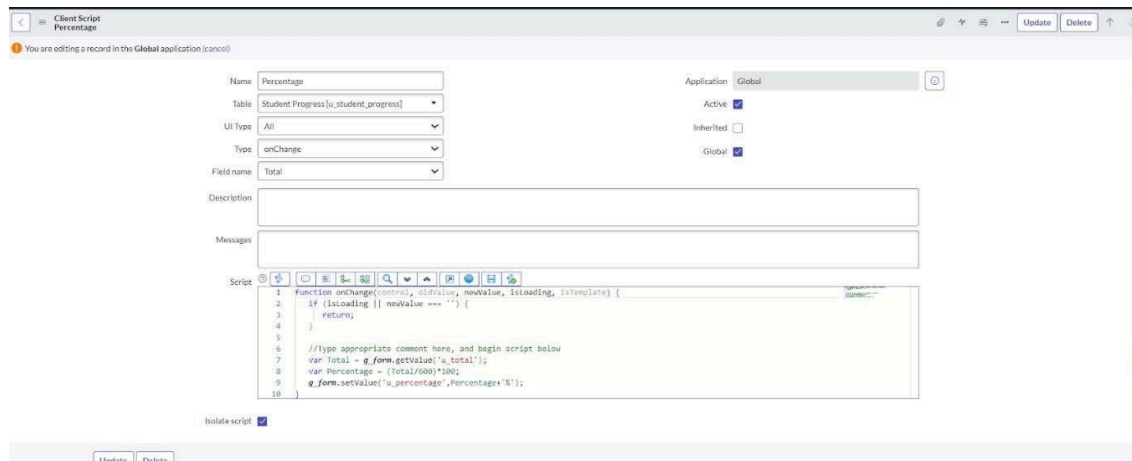 Client Script
Percentage
Update Delete
You are editing a record in the Global application (cancel)
Name Percentage
Application Global
Table Student Progress [u_student_progress]
Active
UI Type All
Inherited
Type onChange
Global
Field name Total
Description
Messages
Script
1 function onChange(control, oldValue, newValue, isLoading, isTemplate) {
2 if (isLoading || newValue === '') {
3 return;
4 }
5
6 //Type appropriate comment here, and begin script below
7 var Total = g_form.getValue('u_total');
8 var Percentage = (Total/600)*100;
9 g_form.setValue('u_percentage',Percentage+'%');
10 }
Isolate script
Update Delete